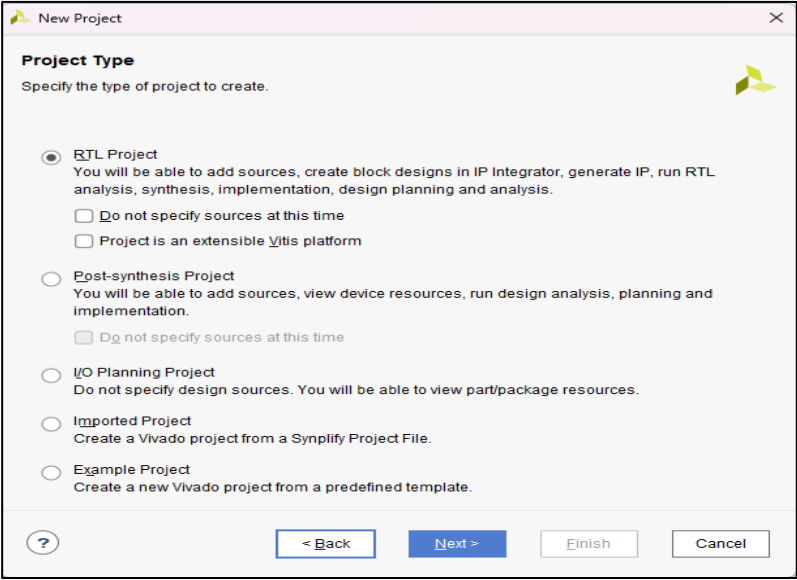 New Project
Project Type
Specify the type of project to create.
RTL Project
You will be able to add sources, create block designs in IP Integrator, generate IP, run RTL
analysis, synthesis, implementation, design planning and analysis.
Do not specify sources at this time
Project is an extensible Vitis platform
Post-synthesis Project
You will be able to add sources, view device resources, run design analysis, planning and
implementation.
Do not specify sources at this time
I/O Planning Project
Do not specify design sources. You will be able to view part/package resources.
Imported Project
Create a Vivado project from a Synplify Project File.
Example Project
Create a new Vivado project from a predefined template.
? < Back Next > Finish Cancel